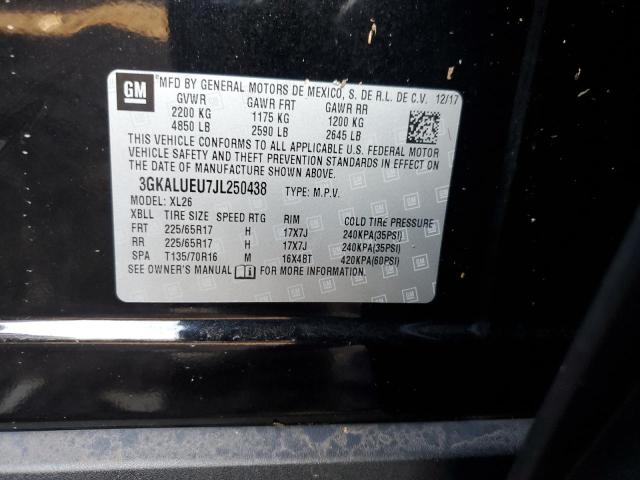 GM
®MFD BY GENERAL MOTORS DE MEXICO, S. DE R.L. DE C.V. 12/17
GVWR GAWR FRT GAWR RR
2200 KG 1175 KG 1200 KG
4850 LB 2590 LB 2645 LB
THIS VEHICLE CONFORMS TO ALL APPLICABLE U.S. FEDERAL MOTOR
VEHICLE SAFETY AND THEFT PREVENTION STANDARDS IN EFFECT ON
THE DATE OF MANUFACTURE SHOWN ABOVE.
3GKALUEU7JL250438 TYPE: M.P.V.
MODEL: XL26
XBLL TIRE SIZE SPEED RTG RIM COLD TIRE PRESSURE
FRT 225/65R17 H 17X7J 240KPA(35PSI)
RR 225/65R17 H 17X7J 240KPA(35PSI)
SPA T135/70R16 M 16X4BT 420KPA(60PSI)
SEE OWNER'S MANUAL FOR MORE INFORMATION.